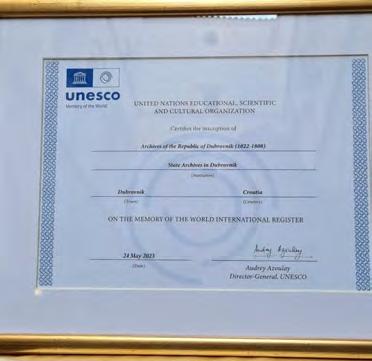 unesco
Memory of the World
UNITED NATIONS EDUCATIONAL, SCIENTIFIC
AND CULTURAL ORGANIZATION
Certifies the inscription of
Archives of the Republic of Dubrovnik (1022-1808)
State Archives in Dubrovnik
(Institution)
Dubrovnik
Croatia
(Town)
(Country)
ON THE MEMORY OF THE WORLD INTERNATIONAL REGISTER
24 May 2023
(Date)
Audrey Azoulay
Audrey Azoulay
Director-General, UNESCO